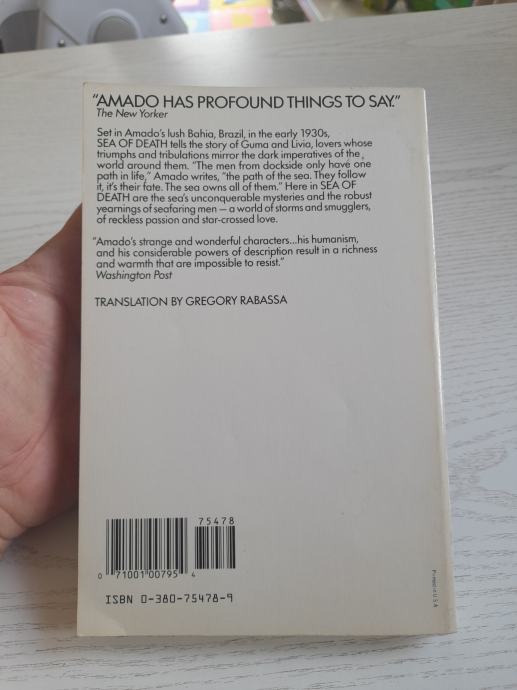 “AMADO HAS PROFOUND THINGS TO SAY.”
The New Yorker
Set in Amado's lush Bahia, Brazil, in the early 1930s,
SEA OF DEATH tells the story of Guma and Livia, lovers whose
triumphs and tribulations mirror the dark imperatives of the
world around them. “The men from dockside only have one
path in life,” Amado writes, “the path of the sea. They follow
it, it's their fate. The sea owns all of them.” Here in SEA OF
DEATH are the sea's unconquerable mysteries and the robust
yearnings of seafaring men — a world of storms and smugglers,
of reckless passion and star-crossed love.
“Amado's strange and wonderful characters...his humanism,
and his considerable powers of description result in a richness
and warmth that are impossible to resist.”
Washington Post
TRANSLATION BY GREGORY RABASSA
75478
0 71001 00795 4
ISBN 0-380-75478-9
Printed in U.S.A.